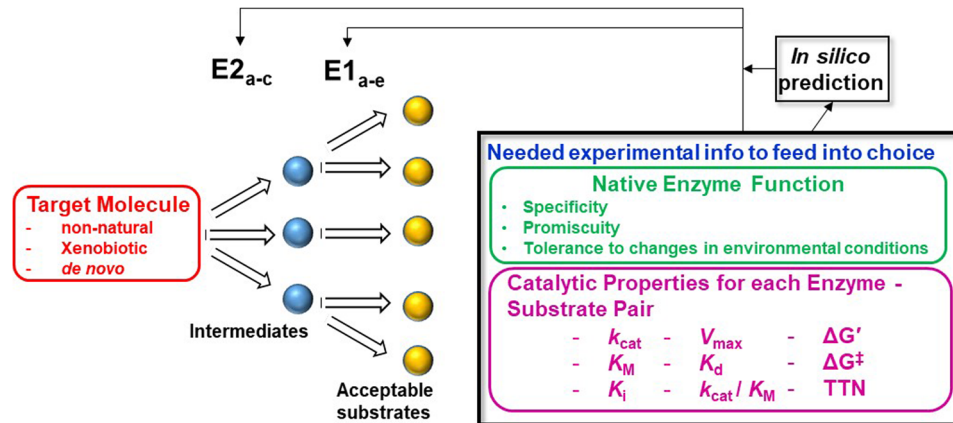 E2a-c
E1a-e
In silico
prediction
Target Molecule
- non-natural
- Xenobiotic
- de novo
Intermediates
Acceptable
substrates
Needed experimental info to feed into choice
Native Enzyme Function
• Specificity
• Promiscuity
• Tolerance to changes in environmental conditions
Catalytic Properties for each Enzyme -
Substrate Pair
- kcat - Vmax - ΔG′
- KM - Kd - ΔG‡
- Ki - kcat / KM - TTN